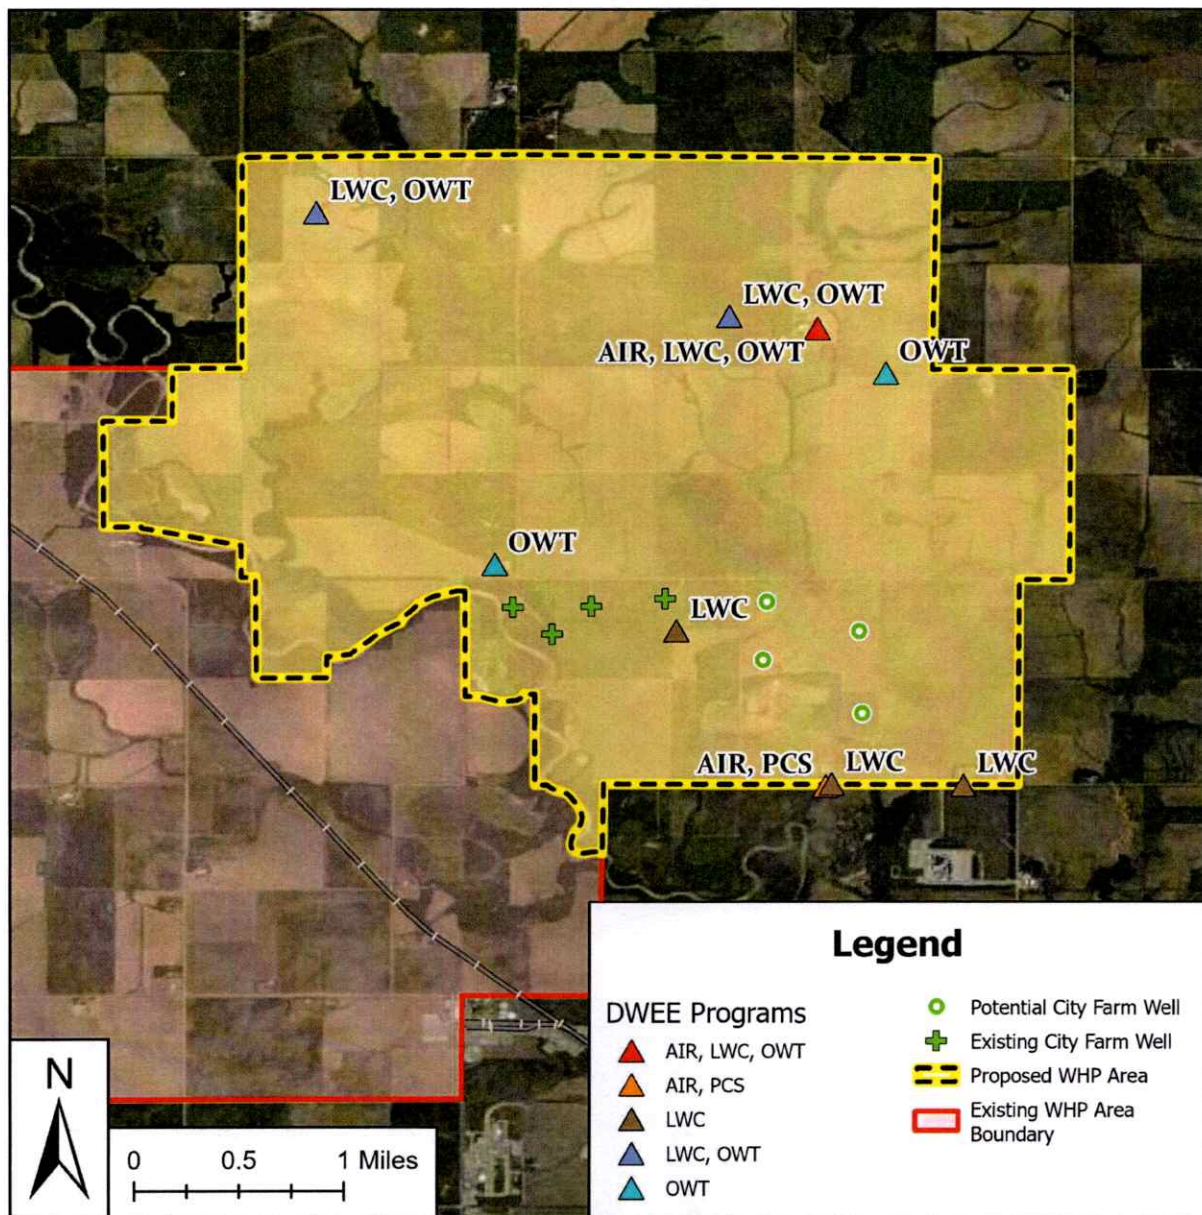 LWC, OWT
LWC, OWT
AIR, LWC, OWT
OWT
OWT
LWC
AIR, PCS
LWC
LWC
Legend
DWEE Programs
AIR, LWC, OWT
AIR, PCS
LWC
LWC, OWT
OWT
Potential City Farm Well
Existing City Farm Well
Proposed WHP Area
Existing WHP Area
Boundary
N
0 0.5 1 Miles